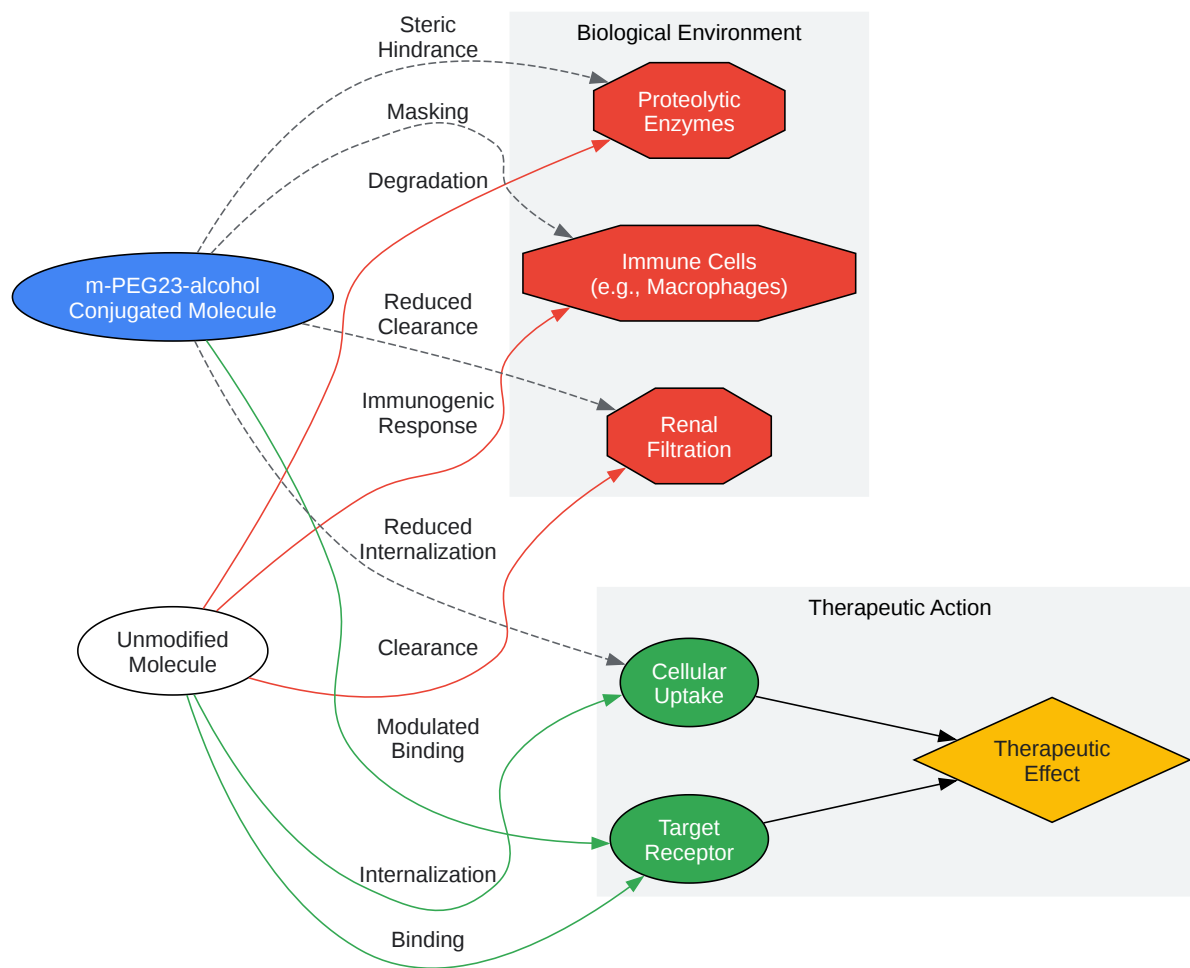 Steric
Hindrance
Biological Environment
Proteolytic
Enzymes
Masking
Degradation
m-PEG23-alcohol
Conjugated Molecule
Immune Cells
(e.g., Macrophages)
Reduced
Clearance
Immunogenic
Response
Renal
Filtration
Reduced
Internalization
Unmodified
Molecule
Clearance
Therapeutic Action
Cellular
Uptake
Modulated
Binding
Therapeutic
Effect
Target
Receptor
Internalization
Binding